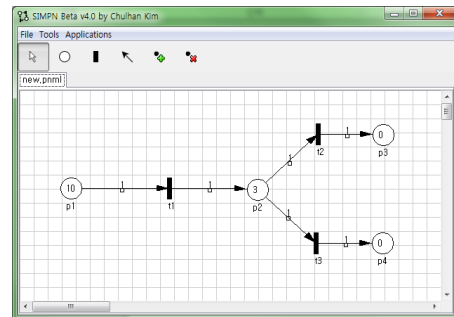 SIMPN Beta v4.0 by Chulhan Kim
File Tools Applications
new.pnml
1 0
t2 p3
1
10 1 1 3
p1 t1 p2
1
1 0
t3 p4